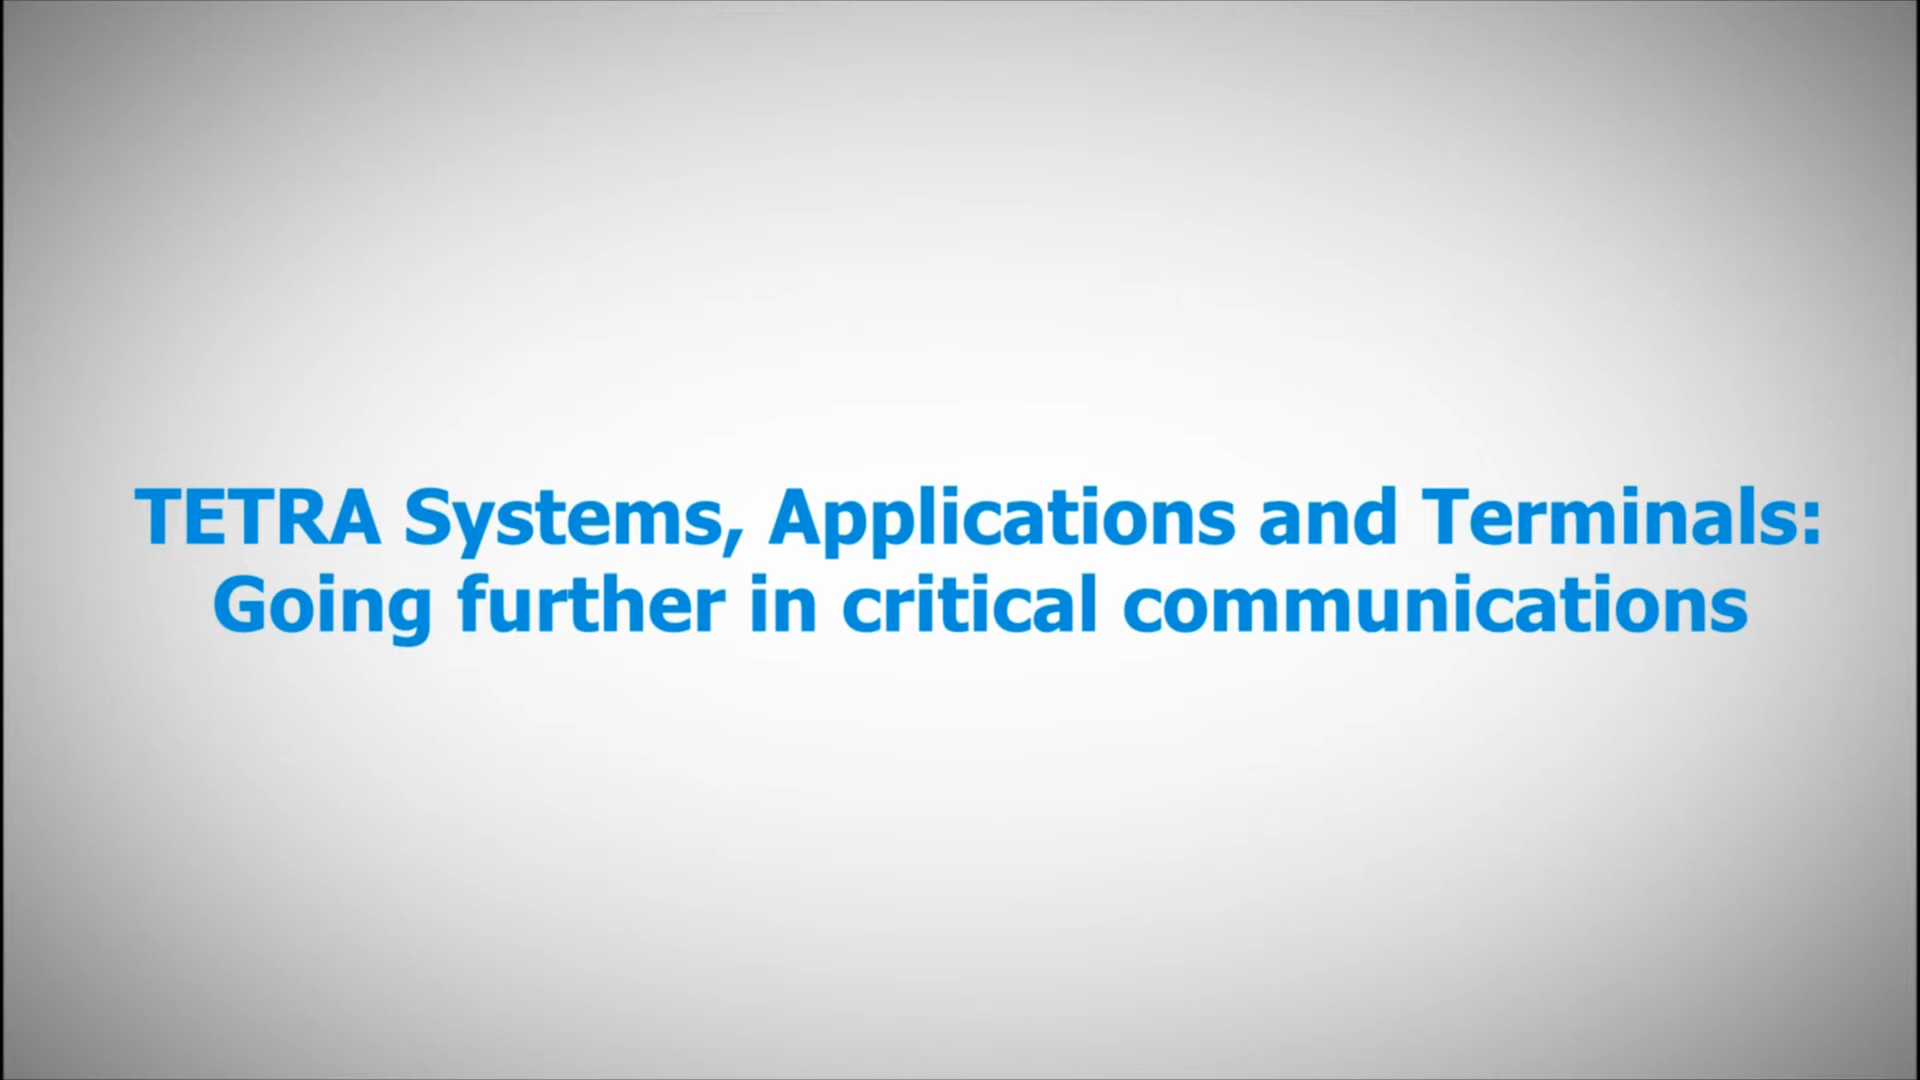 TETRA Systems, Applications and Terminals:
Going further in critical communications